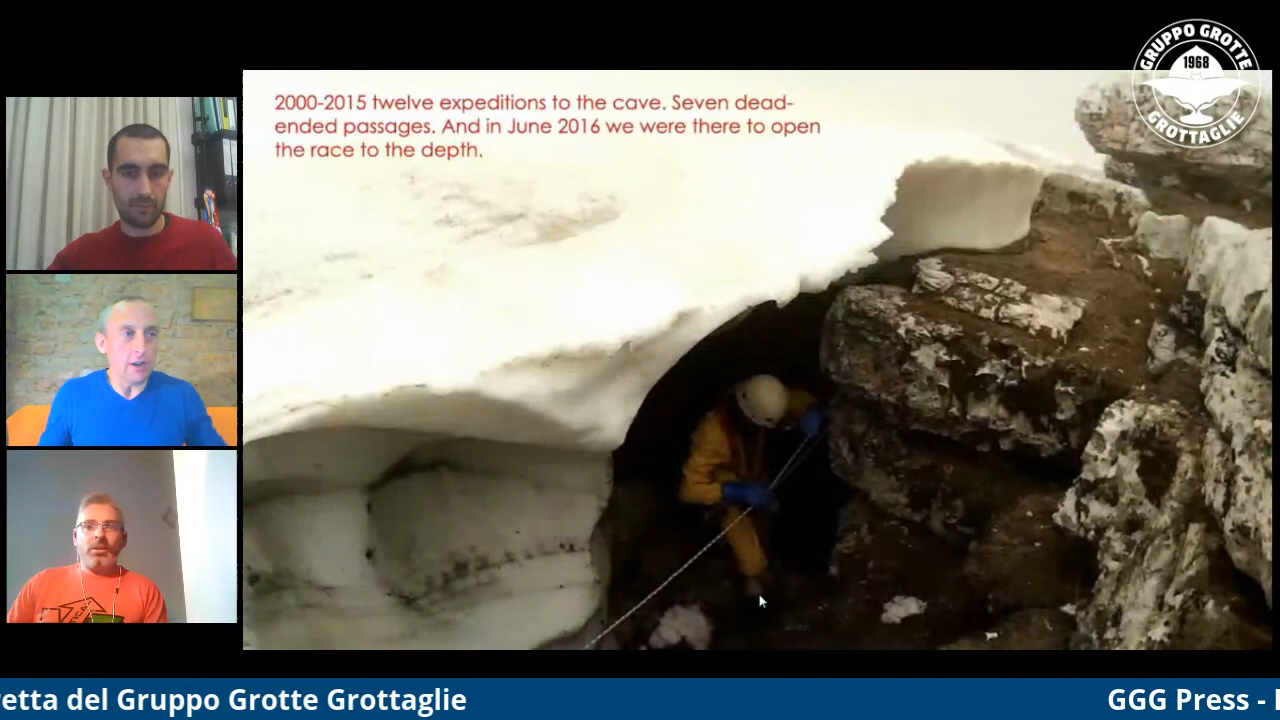 GRUPPO GROTTE
1968
GROTTAGLIE
2000-2015 twelve expeditions to the cave. Seven dead-
ended passages. And in June 2016 we were there to open
the race to the depth.
etta del Gruppo Grotte Grottaglie
GGG Press -